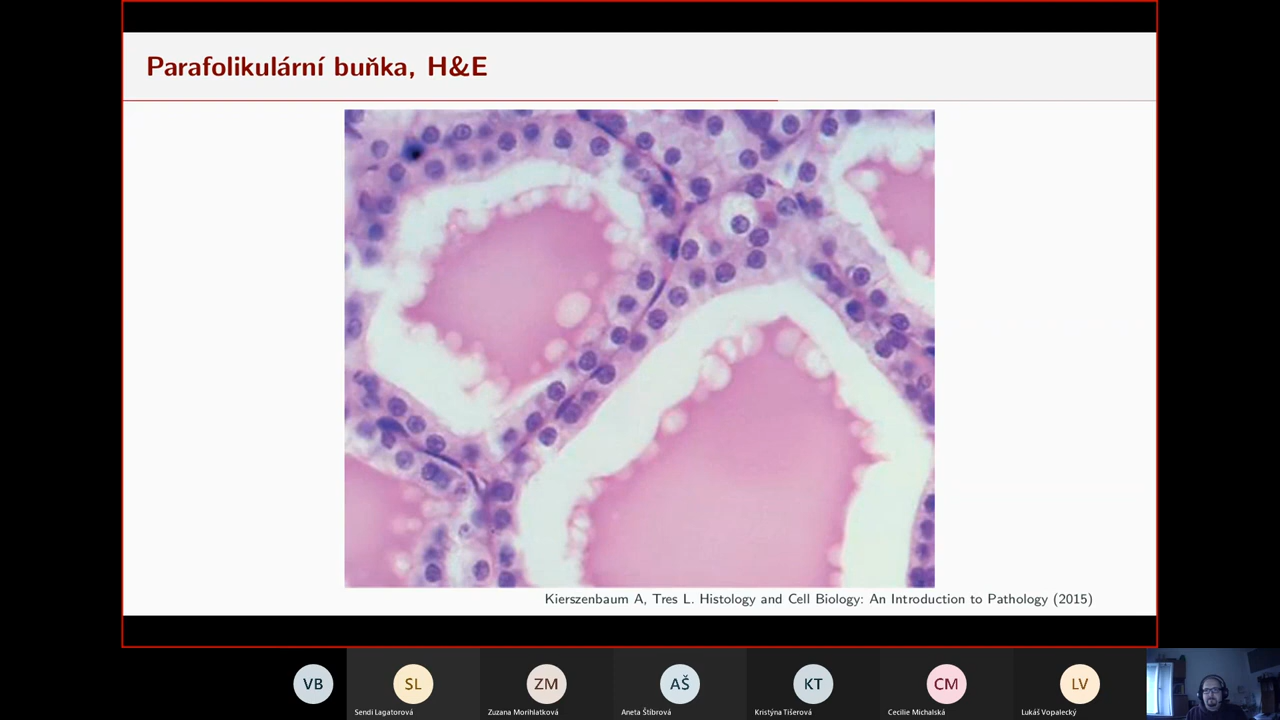 Parafolikulární buňka, H&E
Kierszenbaum A, Tres L. Histology and Cell Biology: An Introduction to Pathology (2015)
VB
SL
ZM
AŠ
KT
CM
LV
Sendi Lagatorová
Zuzana Morihlatková
Aneta Štibrová
Kristýna Tišerová
Cecilie Michalská
Lukáš Vopalecký